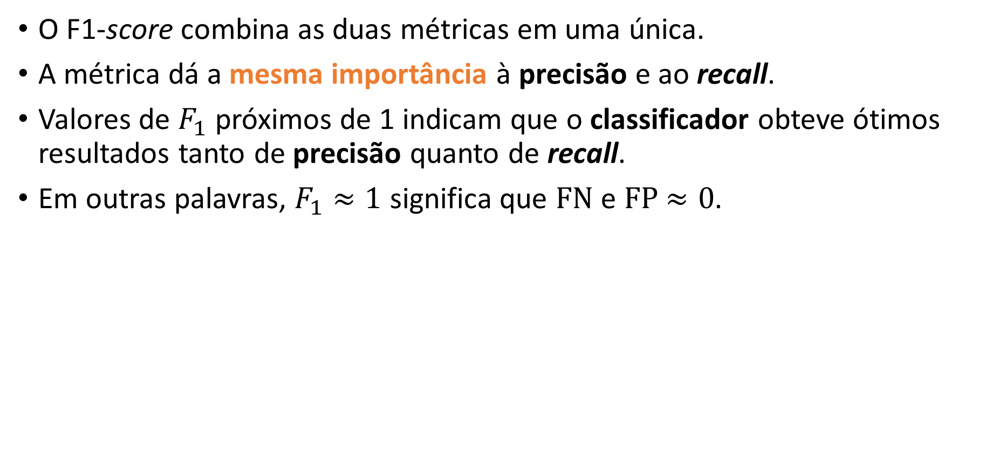 • O F1-score combina as duas métricas em uma única.
• A métrica dá a mesma importância à precisão e ao recall.
• Valores de F₁ próximos de 1 indicam que o classificador obteve ótimos
resultados tanto de precisão quanto de recall.
• Em outras palavras, F₁ ≈ 1 significa que FN e FP ≈ 0.